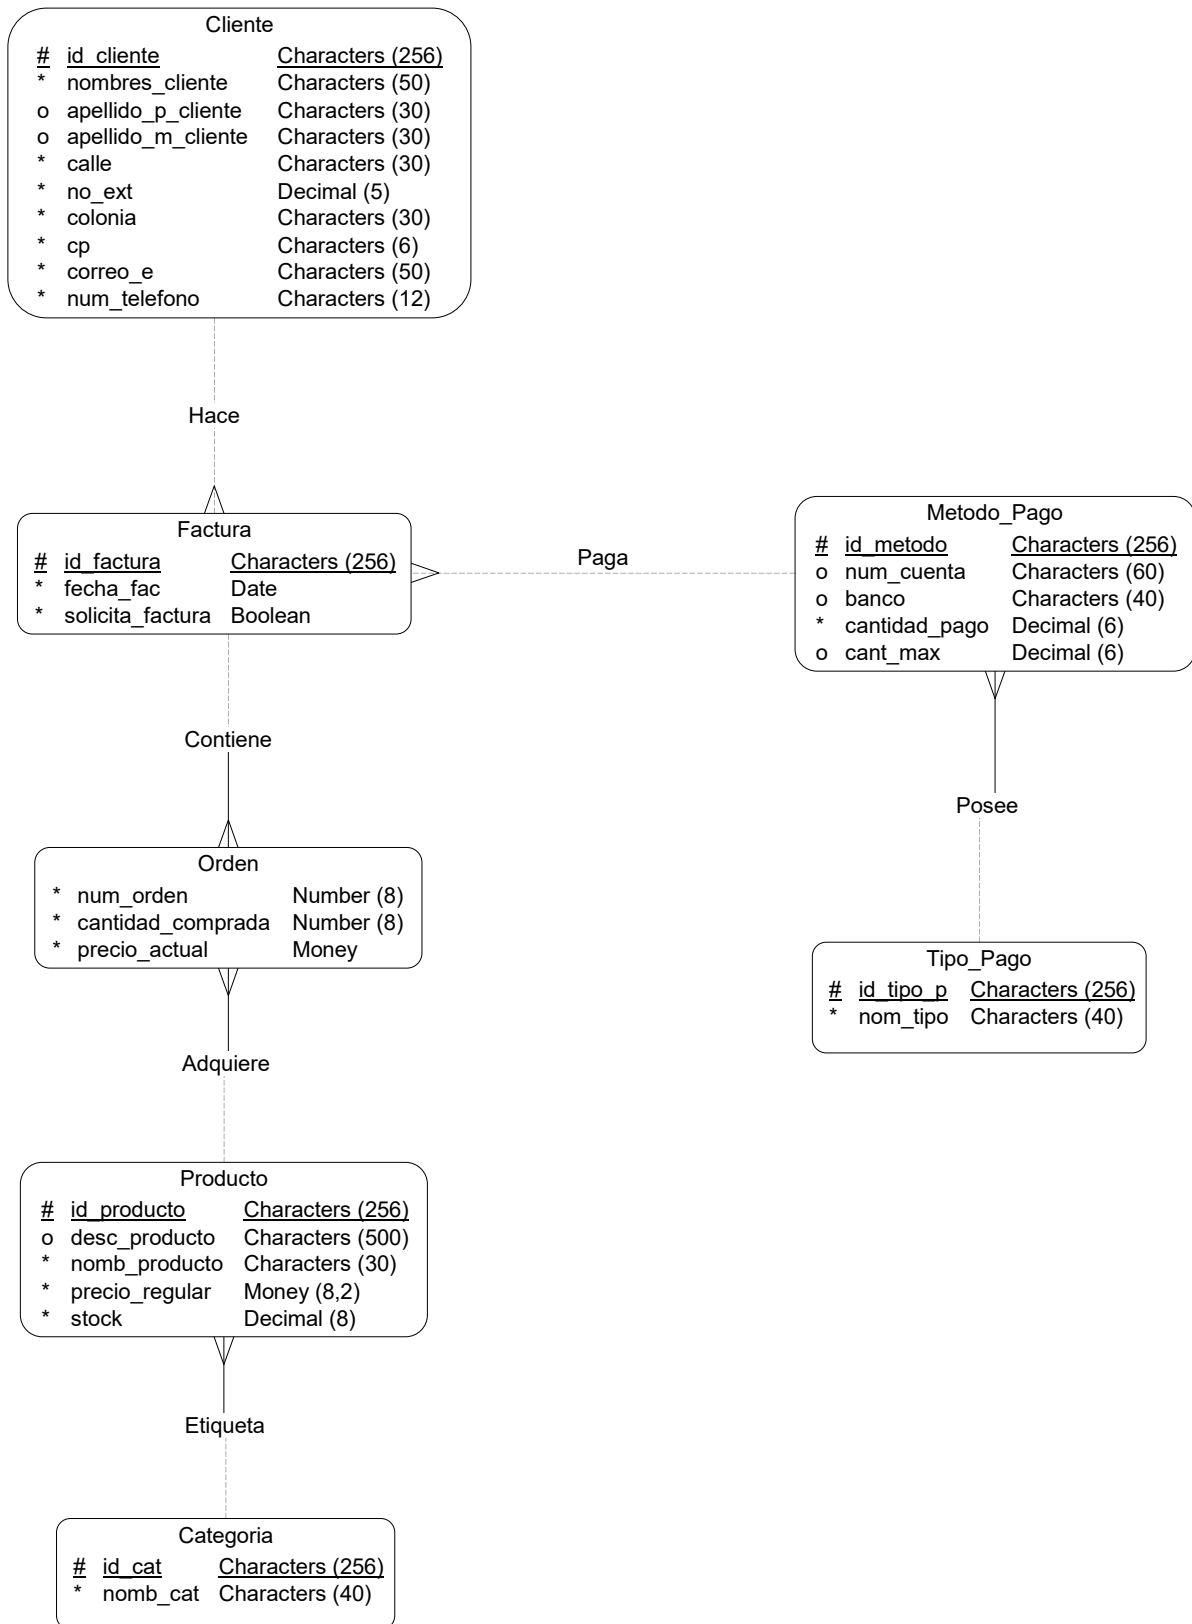 Cliente
# id_cliente Characters (256)
* nombres_cliente Characters (50)
o apellido_p_cliente Characters (30)
o apellido_m_cliente Characters (30)
* calle Characters (30)
* no_ext Decimal (5)
* colonia Characters (30)
* cp Characters (6)
* correo_e Characters (50)
* num_telefono Characters (12)
Hace
Factura
# id_factura Characters (256)
* fecha_fac Date
* solicita_factura Boolean
Paga
Metodo_Pago
# id_metodo Characters (256)
o num_cuenta Characters (60)
o banco Characters (40)
* cantidad_pago Decimal (6)
o cant_max Decimal (6)
Contiene
Posee
Orden
* num_orden Number (8)
* cantidad_comprada Number (8)
* precio_actual Money
Tipo_Pago
# id_tipo_p Characters (256)
* nom_tipo Characters (40)
Adquiere
Producto
# id_producto Characters (256)
o desc_producto Characters (500)
* nomb_producto Characters (30)
* precio_regular Money (8,2)
* stock Decimal (8)
Etiqueta
Categoria
# id_cat Characters (256)
* nomb_cat Characters (40)